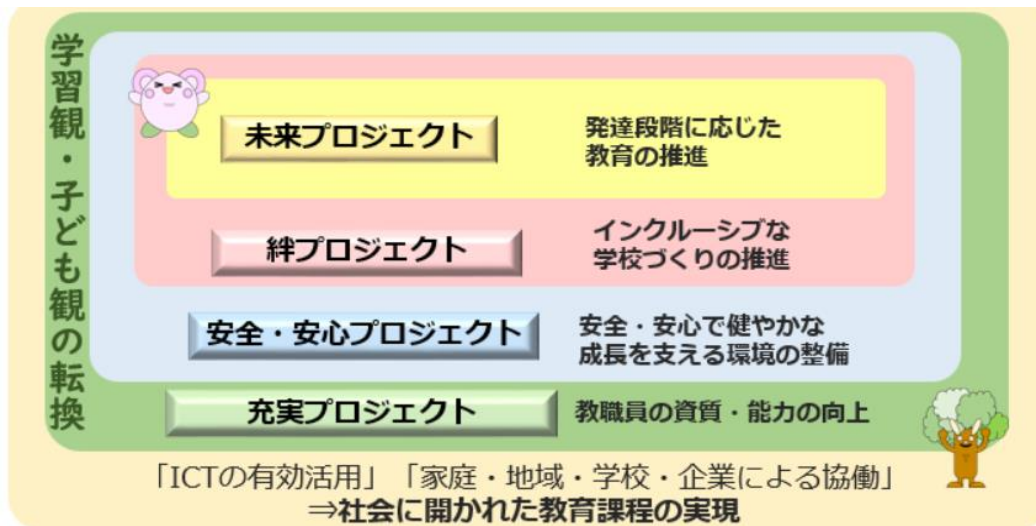 学習観・子ども観の転換
未来プロジェクト
発達段階に応じた
教育の推進
絆プロジェクト
インクルーシブな
学校づくりの推進
安全・安心プロジェクト
安全・安心で健やかな
成長を支える環境の整備
充実プロジェクト
教職員の資質・能力の向上
「ICTの有効活用」「家庭・地域・学校・企業による協働」
⇒社会に開かれた教育課程の実現